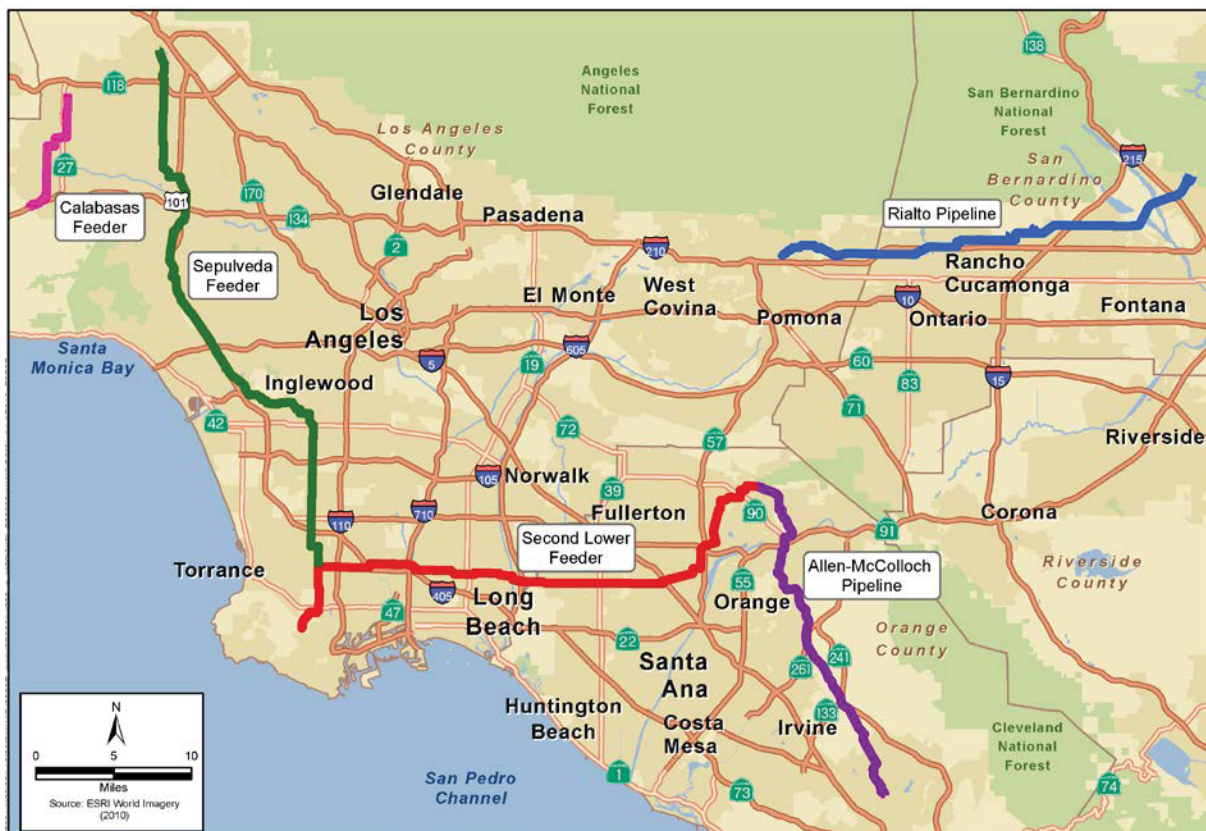 138
Angeles
National
Forest
118
San Bernardino
National
Forest
Los Angeles
County
San
Bernardino
County
215
27
Glendale
170
101
Calabasas
Feeder
134
Pasadena
Rialto Pipeline
2
210
Sepulveda
Feeder
West
Covina
Rancho
Cucamonga
El Monte
10
Los
Angeles
Pomona
Ontario
Fontana
Santa
Monica Bay
5
605
19
60
83
15
Inglewood
42
71
72
57
Riverside
105
Norwalk
39
Fullerton
90
110
710
91
Corona
Second Lower
Feeder
Torrance
Allen-McColloch
Pipeline
Riverside
County
405
55
47
Long
Beach
Orange
22
Orange
County
Santa
Ana
261
241
Huntington
Beach
133
Costa
Mesa
Irvine
Cleveland
National
Forest
San Pedro
Channel
1
73
74
N
0 5 10
Miles
Source: ESRI World Imagery
(2010)